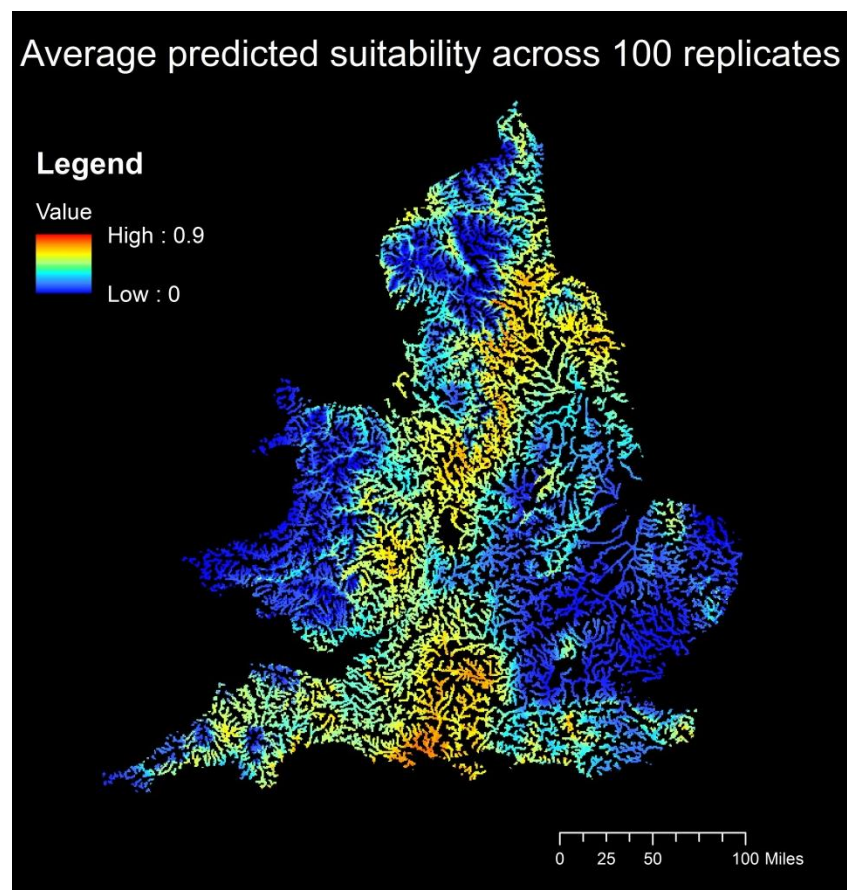 Average predicted suitability across 100 replicates
Legend
Value
High : 0.9
Low : 0
0 25 50 100 Miles